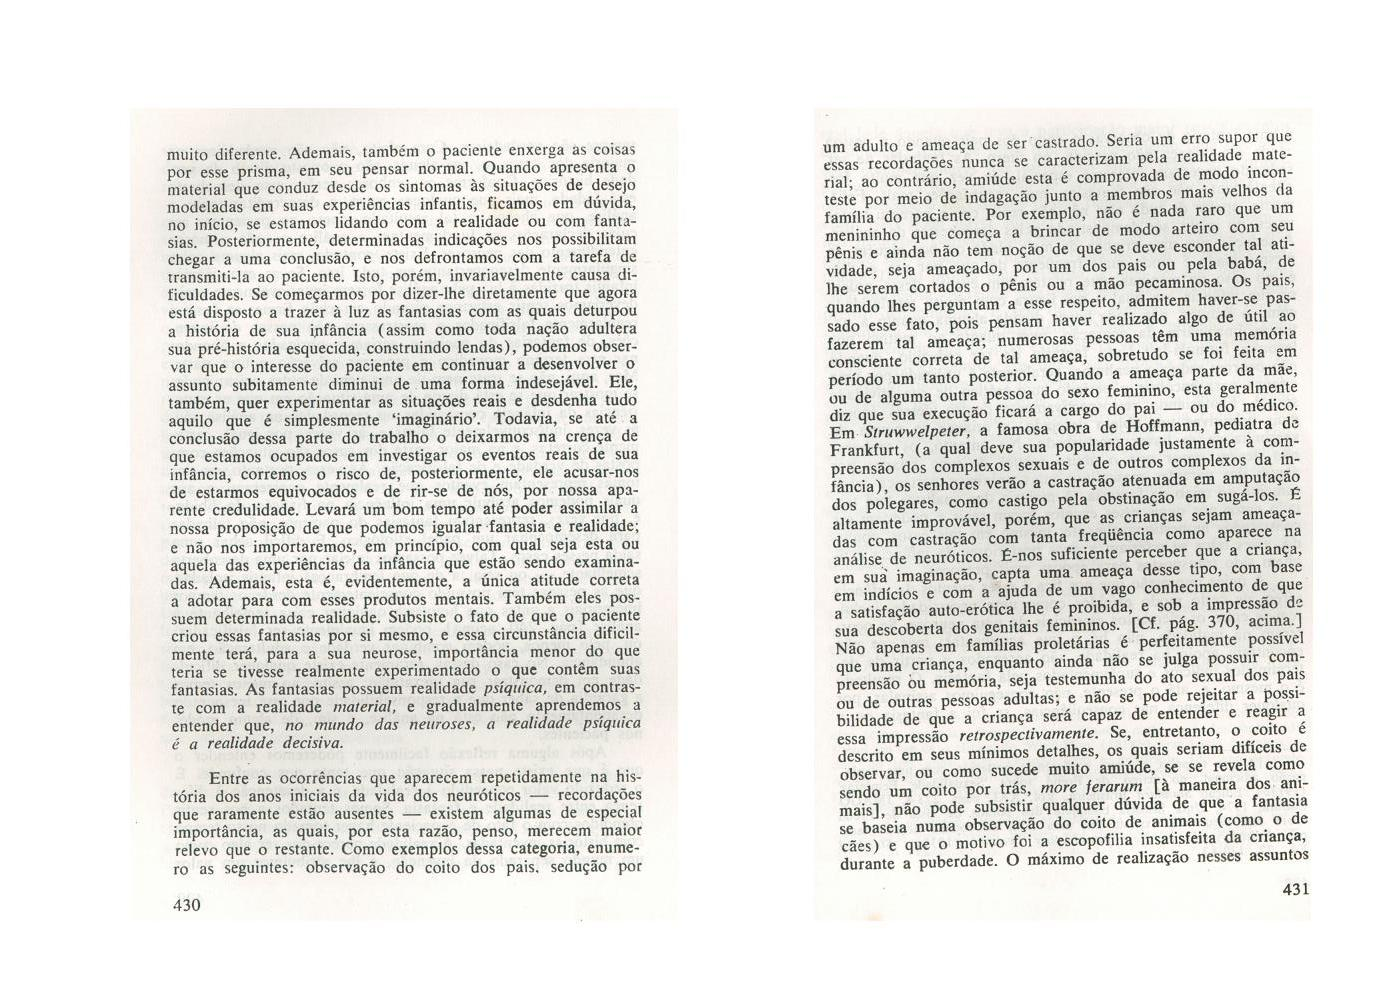 muito diferente. Ademais, também o paciente enxerga as coisas
por esse prisma, em seu pensar normal. Quando apresenta o
material que conduz desde os sintomas às situações de desejo
modeladas em suas experiências infantis, ficamos em dúvida,
no início, se estamos lidando com a realidade ou com fanta-
sias. Posteriormente, determinadas indicações nos possibilitam
chegar a uma conclusão, e nos defrontamos com a tarefa de
transmiti-la ao paciente. Isto, porém, invariavelmente causa di-
ficuldades. Se começarmos por dizer-lhe diretamente que agora
está disposto a trazer à luz as fantasias com as quais deturpou
a história de sua infância (assim como toda nação adultera
sua pré-história esquecida, construindo lendas), podemos obser-
var que o interesse do paciente em continuar a desenvolver o
assunto subitamente diminui de uma forma indesejável. Ele,
também, quer experimentar as situações reais e desdenha tudo
aquilo que é simplesmente ‘imaginário’. Todavia, se até a
conclusão dessa parte do trabalho o deixarmos na crença de
que estamos ocupados em investigar os eventos reais de sua
infância, corremos o risco de, posteriormente, ele acusar-nos
de estarmos equivocados e de rir-se de nós, por nossa apa-
rente credulidade. Levará um bom tempo até poder assimilar a
nossa proposição de que podemos igualar fantasia e realidade;
e não nos importaremos, em princípio, com qual seja esta ou
aquela das experiências da infância que estão sendo examina-
das. Ademais, esta é, evidentemente, a única atitude correta
a adotar para com esses produtos mentais. Também eles pos-
suem determinada realidade. Subsiste o fato de que o paciente
criou essas fantasias por si mesmo, e essa circunstância dificil-
mente terá, para a sua neurose, importância menor do que
teria se tivesse realmente experimentado o que contêm suas
fantasias. As fantasias possuem realidade psíquica, em contras-
te com a realidade material, e gradualmente aprendemos a
entender que, no mundo das neuroses, a realidade psíquica
é a realidade decisiva.
Entre as ocorrências que aparecem repetidamente na his-
tória dos anos iniciais da vida dos neuróticos — recordações
que raramente estão ausentes — existem algumas de especial
importância, as quais, por esta razão, penso, merecem maior
relevo que o restante. Como exemplos dessa categoria, enume-
ro as seguintes: observação do coito dos pais. sedução por
430
um adulto e ameaça de ser castrado. Seria um erro supor que
essas recordações nunca se caracterizam pela realidade mate-
rial; ao contrário, amiúde esta é comprovada de modo incon-
teste por meio de indagação junto a membros mais velhos da
família do paciente. Por exemplo, não é nada raro que um
menininho que começa a brincar de modo arteiro com seu
pênis e ainda não tem noção de que se deve esconder tal ati-
vidade, seja ameaçado, por um dos pais ou pela babá, de
lhe serem cortados o pênis ou a mão pecaminosa. Os pais,
quando lhes perguntam a esse respeito, admitem haver-se pas-
sado esse fato, pois pensam haver realizado algo de útil ao
fazerem tal ameaça; numerosas pessoas têm uma memória
consciente correta de tal ameaça, sobretudo se foi feita em
período um tanto posterior. Quando a ameaça parte da mãe,
ou de alguma outra pessoa do sexo feminino, esta geralmente
diz que sua execução ficará a cargo do pai — ou do médico.
Em Struwwelpeter, a famosa obra de Hoffmann, pediatra de
Frankfurt, (a qual deve sua popularidade justamente à com-
preensão dos complexos sexuais e de outros complexos da in-
fância), os senhores verão a castração atenuada em amputação
dos polegares, como castigo pela obstinação em sugá-los. É
altamente improvável, porém, que as crianças sejam ameaça-
das com castração com tanta freqüência como aparece na
análise de neuróticos. É-nos suficiente perceber que a criança,
em sua imaginação, capta uma ameaça desse tipo, com base
em indícios e com a ajuda de um vago conhecimento de que
a satisfação auto-erótica lhe é proibida, e sob a impressão de
sua descoberta dos genitais femininos. [Cf. pág. 370, acima.]
Não apenas em famílias proletárias é perfeitamente possível
que uma criança, enquanto ainda não se julga possuir com-
preensão ou memória, seja testemunha do ato sexual dos pais
ou de outras pessoas adultas; e não se pode rejeitar a possi-
bilidade de que a criança será capaz de entender e reagir a
essa impressão retrospectivamente. Se, entretanto, o coito é
descrito em seus mínimos detalhes, os quais seriam difíceis de
observar, ou como sucede muito amiúde, se se revela como
sendo um coito por trás, more ferarum [à maneira dos ani-
mais], não pode subsistir qualquer dúvida de que a fantasia
se baseia numa observação do coito de animais (como o de
cães) e que o motivo foi a escopofilia insatisfeita da criança,
durante a puberdade. O máximo de realização nesses assuntos
431